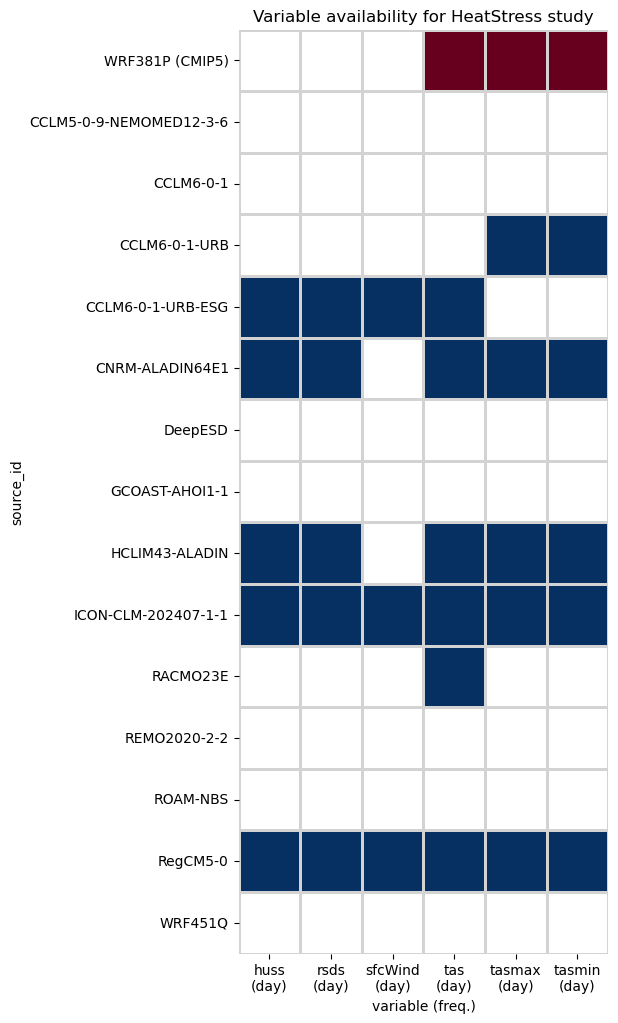 Variable availability for HeatStress study
WRF381P (CMIP5)
CCLM5-0-9-NEMOMED12-3-6
CCLM6-0-1
CCLM6-0-1-URB
CCLM6-0-1-URB-ESG
CNRM-ALADIN64E1
DeepESD
GCOAST-AHOI1-1
HCLIM43-ALADIN
ICON-CLM-202407-1-1
RACMO23E
REMO2020-2-2
ROAM-NBS
RegCM5-0
WRF451Q
source_id
huss rsds sfcWind tas tasmax tasmin
(day) (day) (day) (day) (day) (day)
variable (freq.)